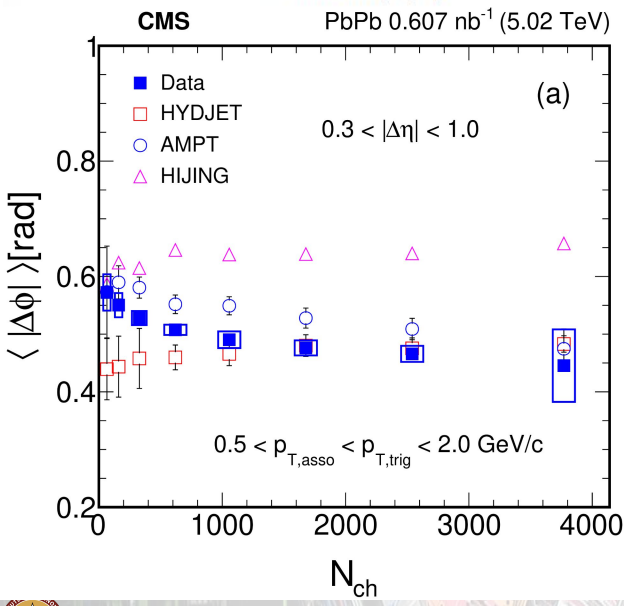 CMS PbPb 0.607 nb-1 (5.02 TeV)
1
Data (a)
HYDJET
0.3 < |Δη| < 1.0
AMPT
0.8
HIJING
⟨ |Δϕ| ⟩[rad]
0.6
0.4
0.5 < pT,asso < pT,trig < 2.0 GeV/c
0.2
0 1000 2000 3000 4000
Nch